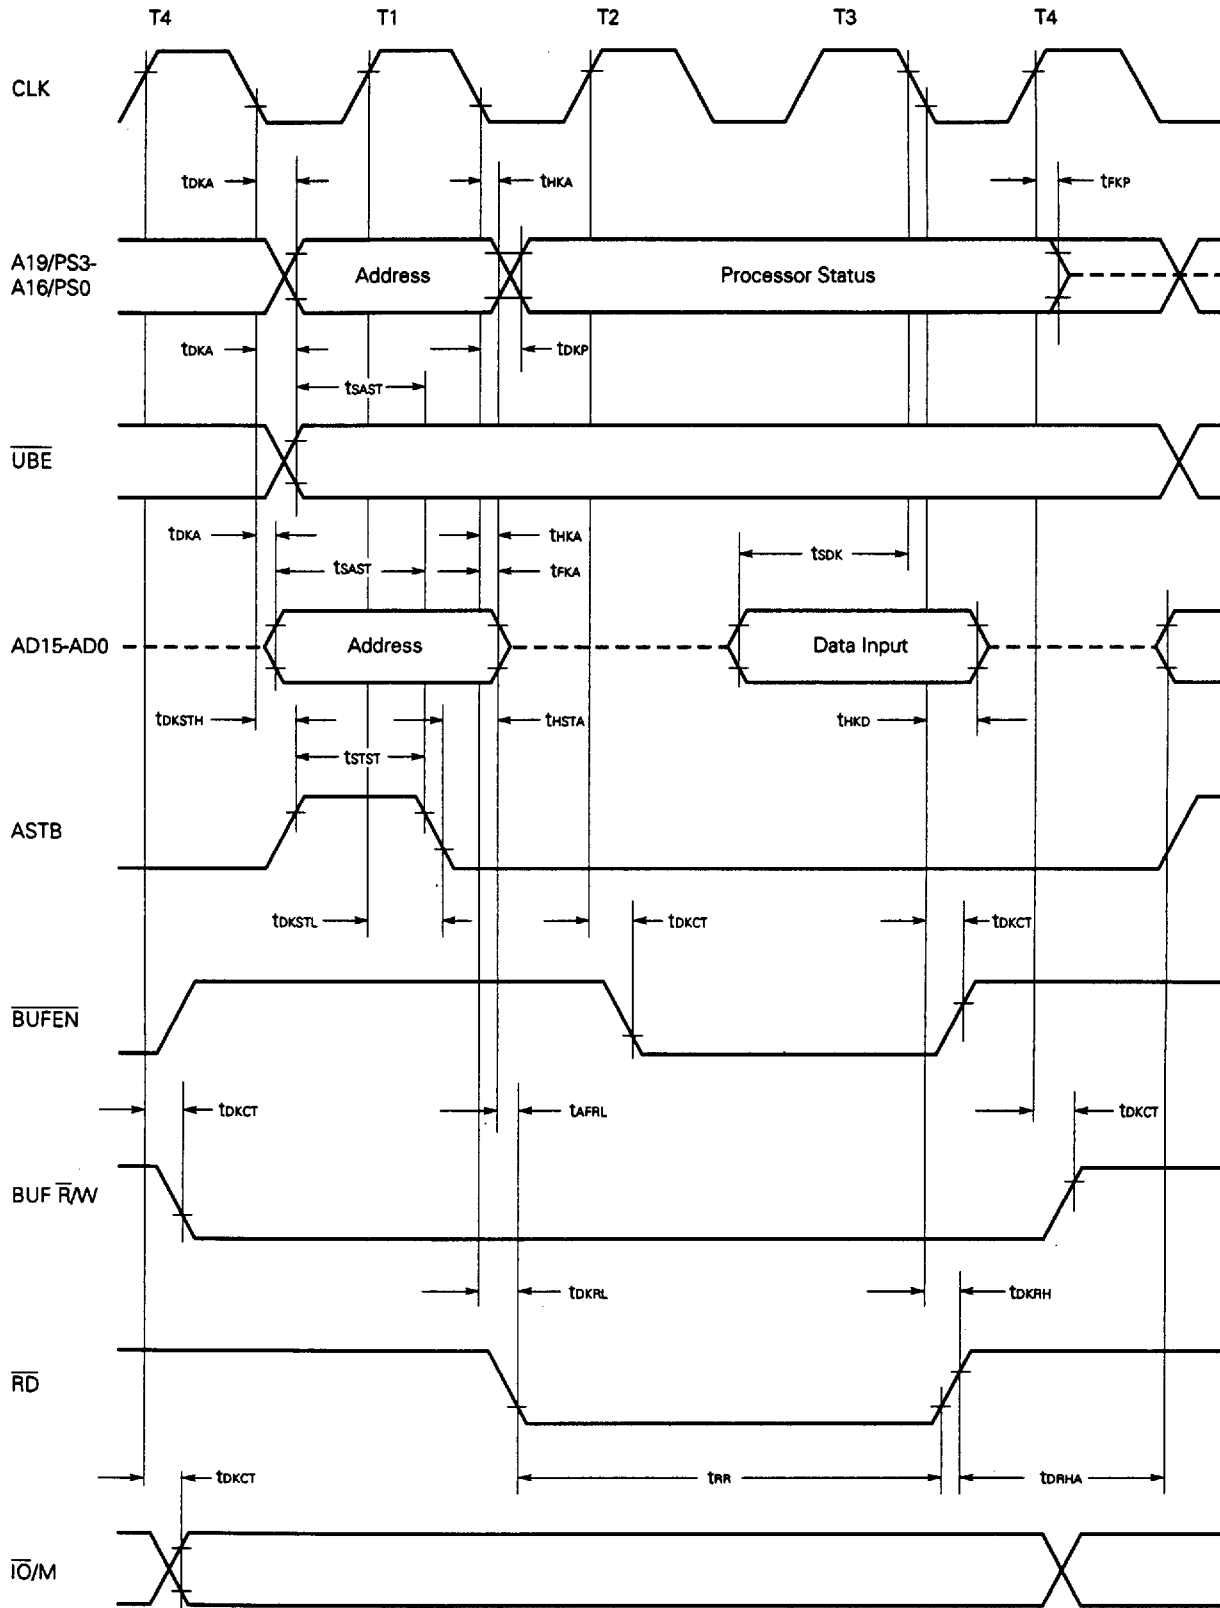 T4 T1 T2 T3 T4
CLK
tDKA tHKA tFKP
A19/PS3-
A16/PS0
Address Processor Status
tDKA tDKP
tSAST
UBE
tDKA tHKA tSDK
tSAST tFKA
AD15-AD0 Address Data Input
tDKSTH tHSTA tHKD
tSTST
ASTB
tDKSTL tDKCT tDKCT
BUFEN
tDKCT tAFRL tDKCT
BUF R/W
tDKRL tDKRH
RD
tDKCT tRR tDRHA
IO/M